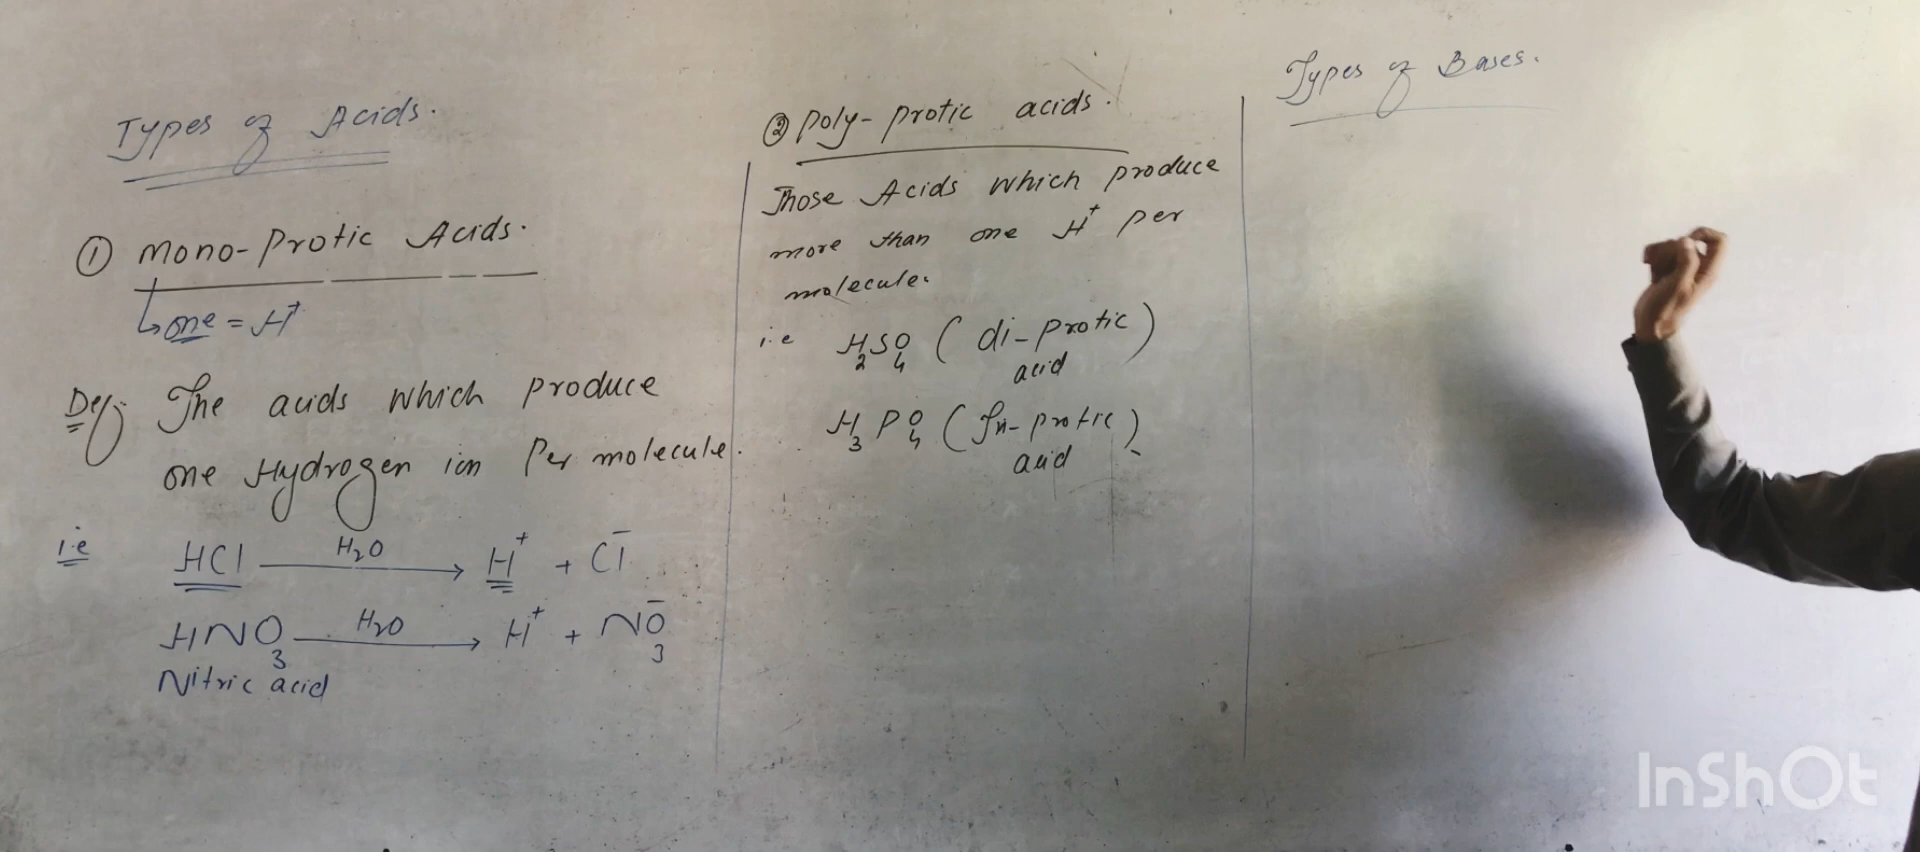 Types of Acids.
① Mono-Protic Acids.
↳ one = H⁺
Def: The acids which produce
one Hydrogen ion Per molecule.
i.e HCl —H₂O→ H⁺ + Cl⁻
HNO₃ —H₂O→ H⁺ + NO₃⁻
Nitric acid
② Poly-Protic acids.
Those Acids which produce
more than one H⁺ per
molecule.
i.e H₂SO₄ (di-protic)
acid
H₃PO₄ (Tri-protic)
acid
Types of Bases.
InShOt